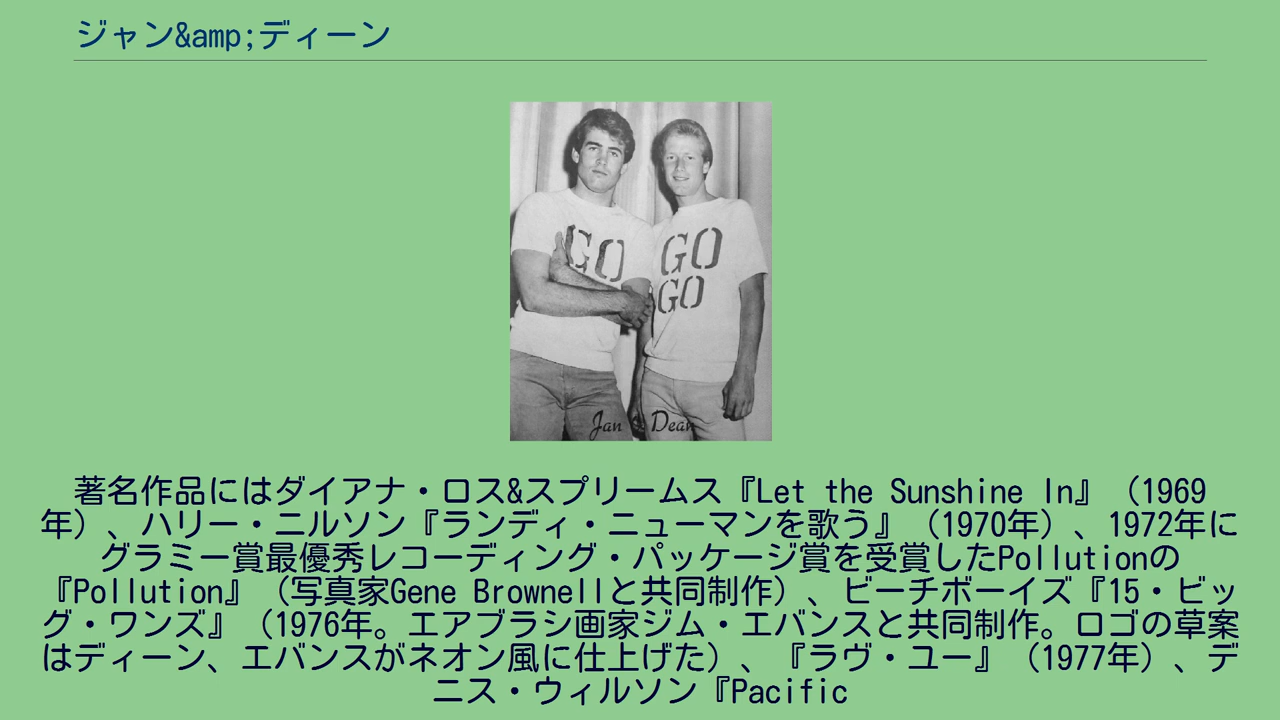 ジャン&amp;ディーン
GO
GO
GO
Jan & Dean
著名作品にはダイアナ・ロス&スプリームス『Let the Sunshine In』（1969
年）、ハリー・ニルソン『ランディ・ニューマンを歌う』（1970年）、1972年に
グラミー賞最優秀レコーディング・パッケージ賞を受賞したPollutionの
『Pollution』（写真家Gene Brownellと共同制作）、ビーチボーイズ『15・ビッ
グ・ワンズ』（1976年。エアブラシ画家ジム・エバンスと共同制作。ロゴの草案
はディーン、エバンスがネオン風に仕上げた）、『ラヴ・ユー』（1977年）、デ
ニス・ウィルソン『Pacific